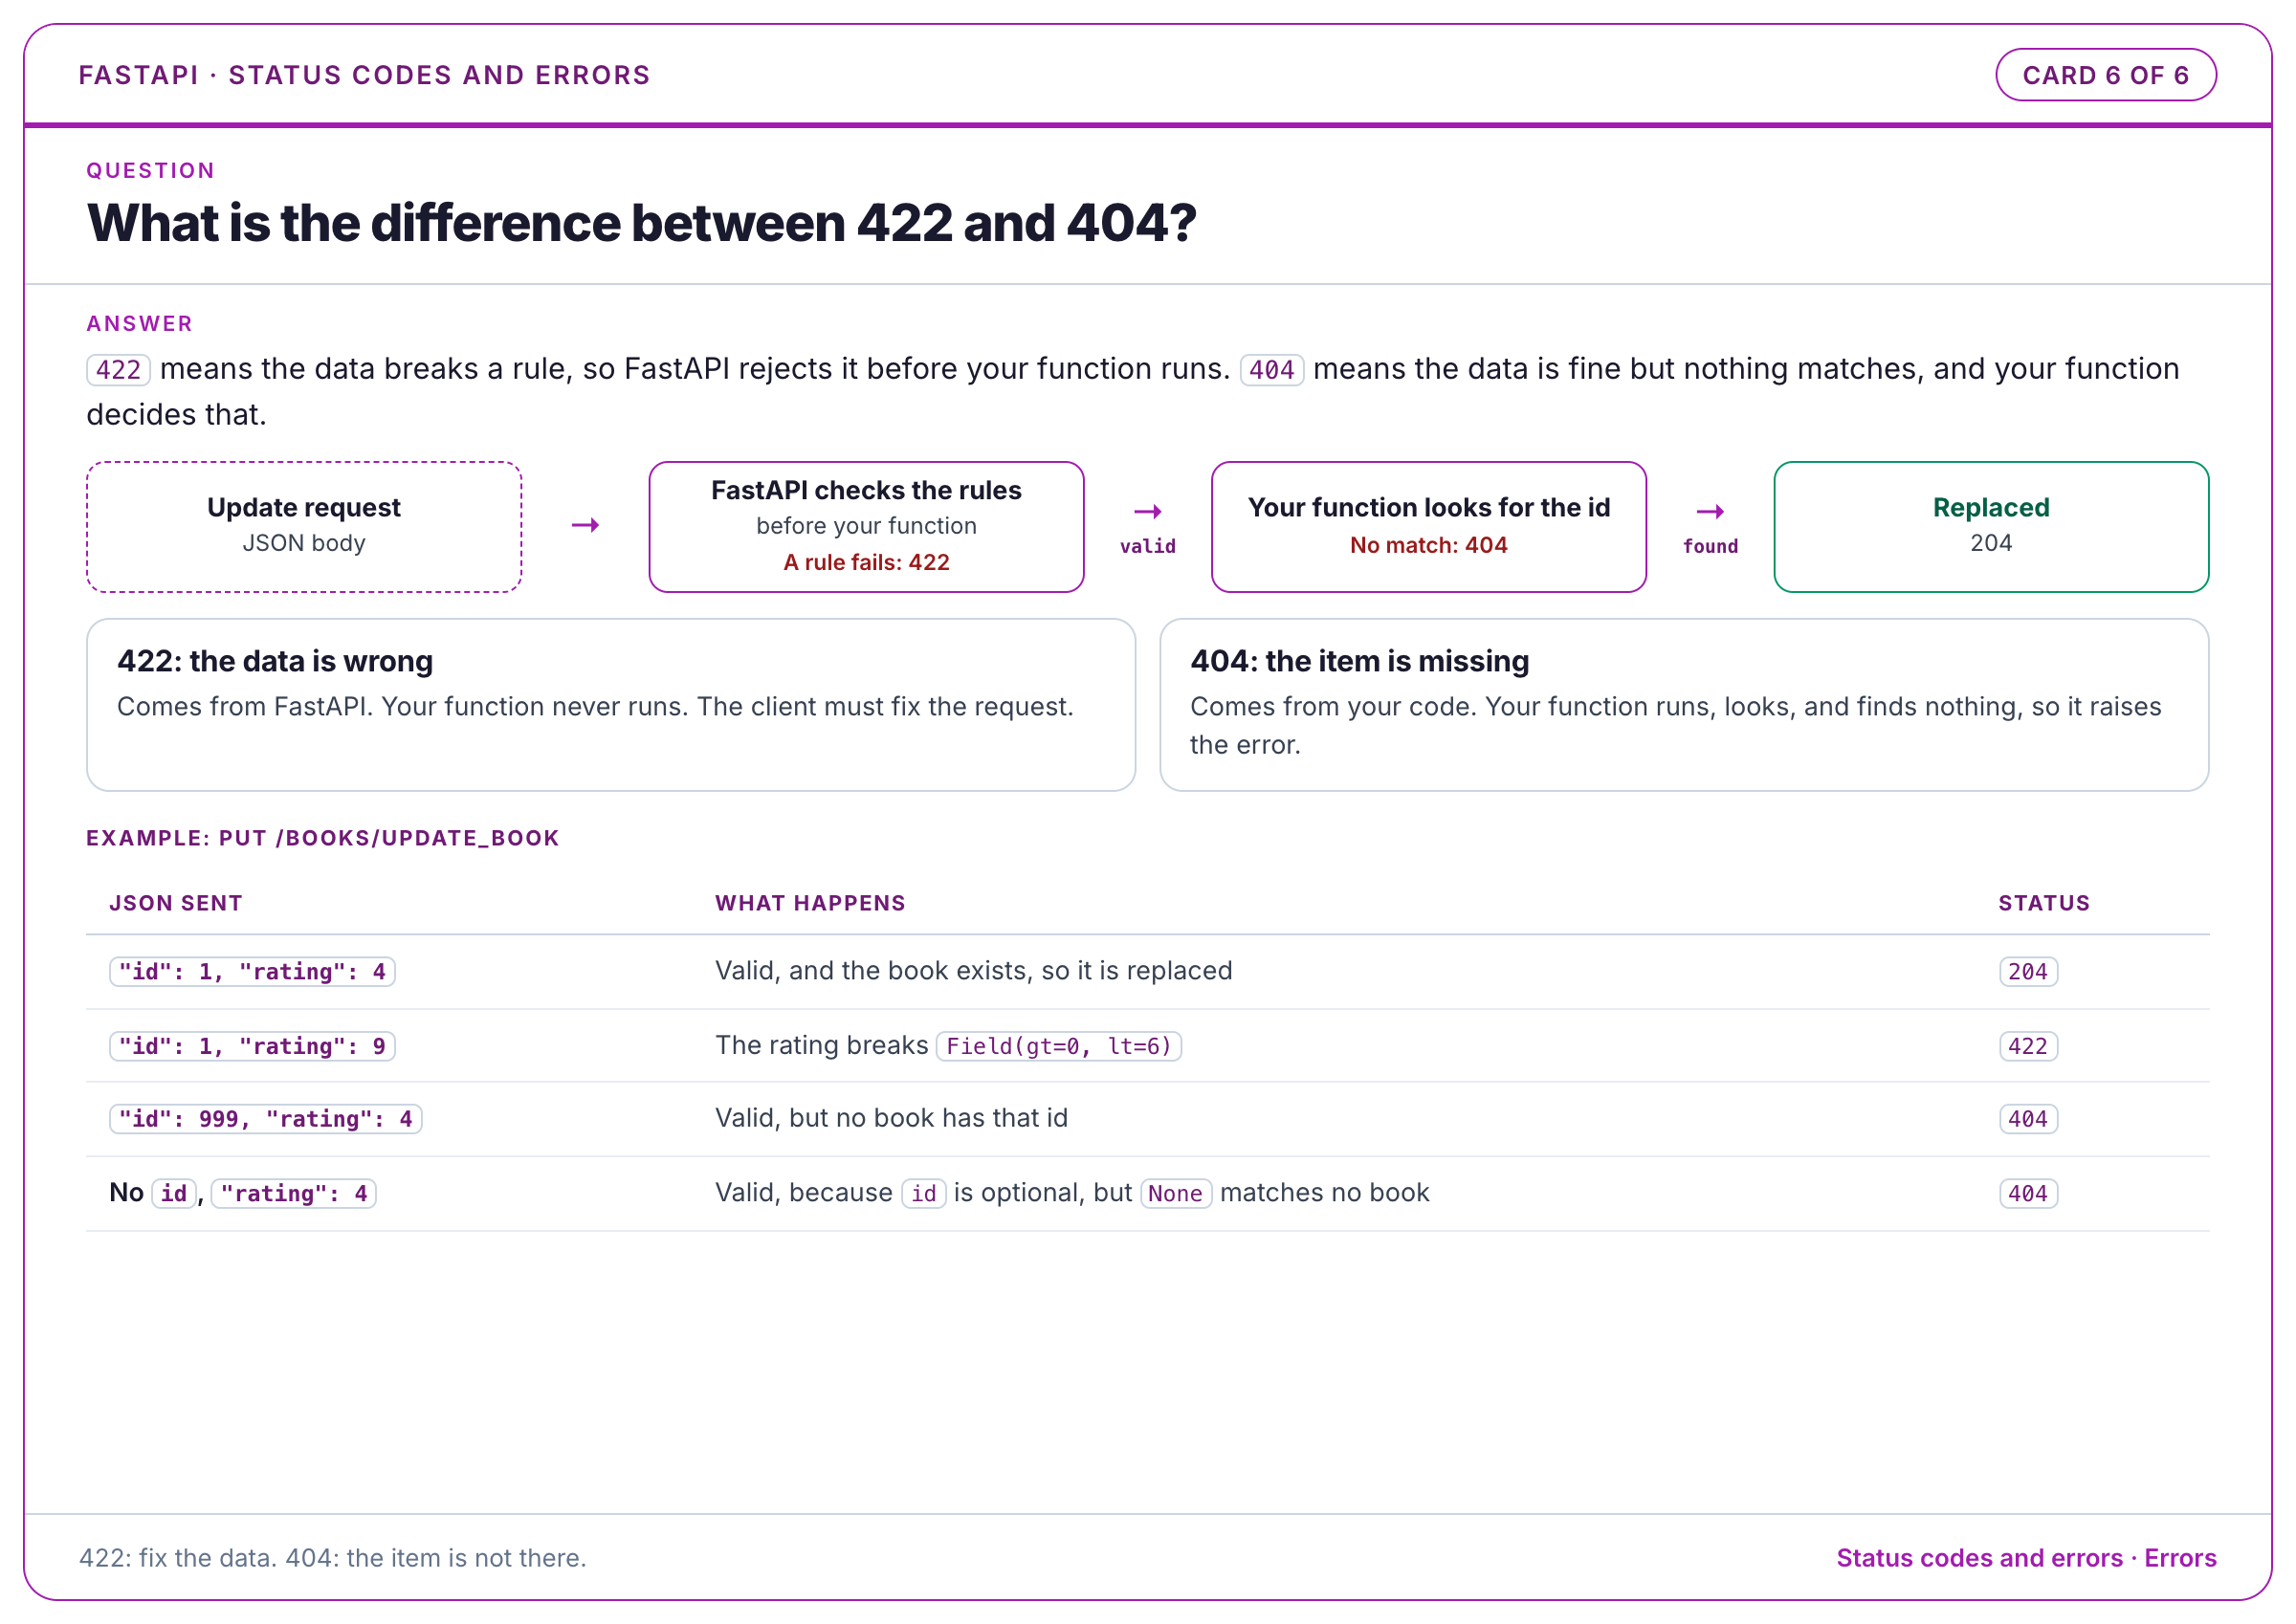 FASTAPI · STATUS CODES AND ERRORS
CARD 6 OF 6
QUESTION
What is the difference between 422 and 404?
ANSWER
422 means the data breaks a rule, so FastAPI rejects it before your function runs. 404 means the data is fine but nothing matches, and your function
decides that.
Update request
JSON body
→
FastAPI checks the rules
before your function
A rule fails: 422
→
valid
Your function looks for the id
No match: 404
→
found
Replaced
204
422: the data is wrong
Comes from FastAPI. Your function never runs. The client must fix the request.
404: the item is missing
Comes from your code. Your function runs, looks, and finds nothing, so it raises
the error.
EXAMPLE: PUT /BOOKS/UPDATE_BOOK
JSON SENT WHAT HAPPENS STATUS
"id": 1, "rating": 4 Valid, and the book exists, so it is replaced 204
"id": 1, "rating": 9 The rating breaks Field(gt=0, lt=6) 422
"id": 999, "rating": 4 Valid, but no book has that id 404
No id, "rating": 4 Valid, because id is optional, but None matches no book 404
422: fix the data. 404: the item is not there.
Status codes and errors · Errors